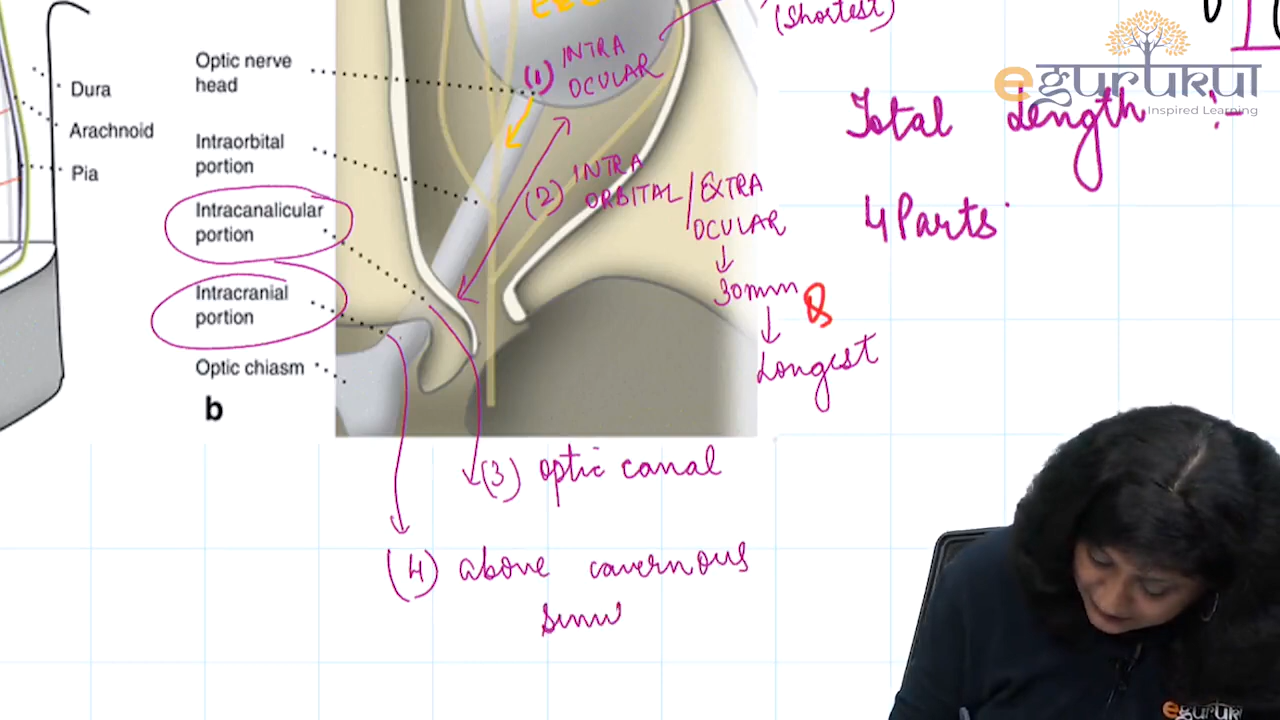 Dura
Arachnoid
Pia
Optic nerve
head
Intraorbital
portion
Intracanalicular
portion
Intracranial
portion
Optic chiasm
b
(1) INTRA
OCULAR
(Shortest)
(2) INTRA
ORBITAL/EXTRA
OCULAR
30mm
Longest
(3) optic canal
(4) above cavernous
Total Length :-
4 Parts
egurukul
Inspired Learning
egurukul